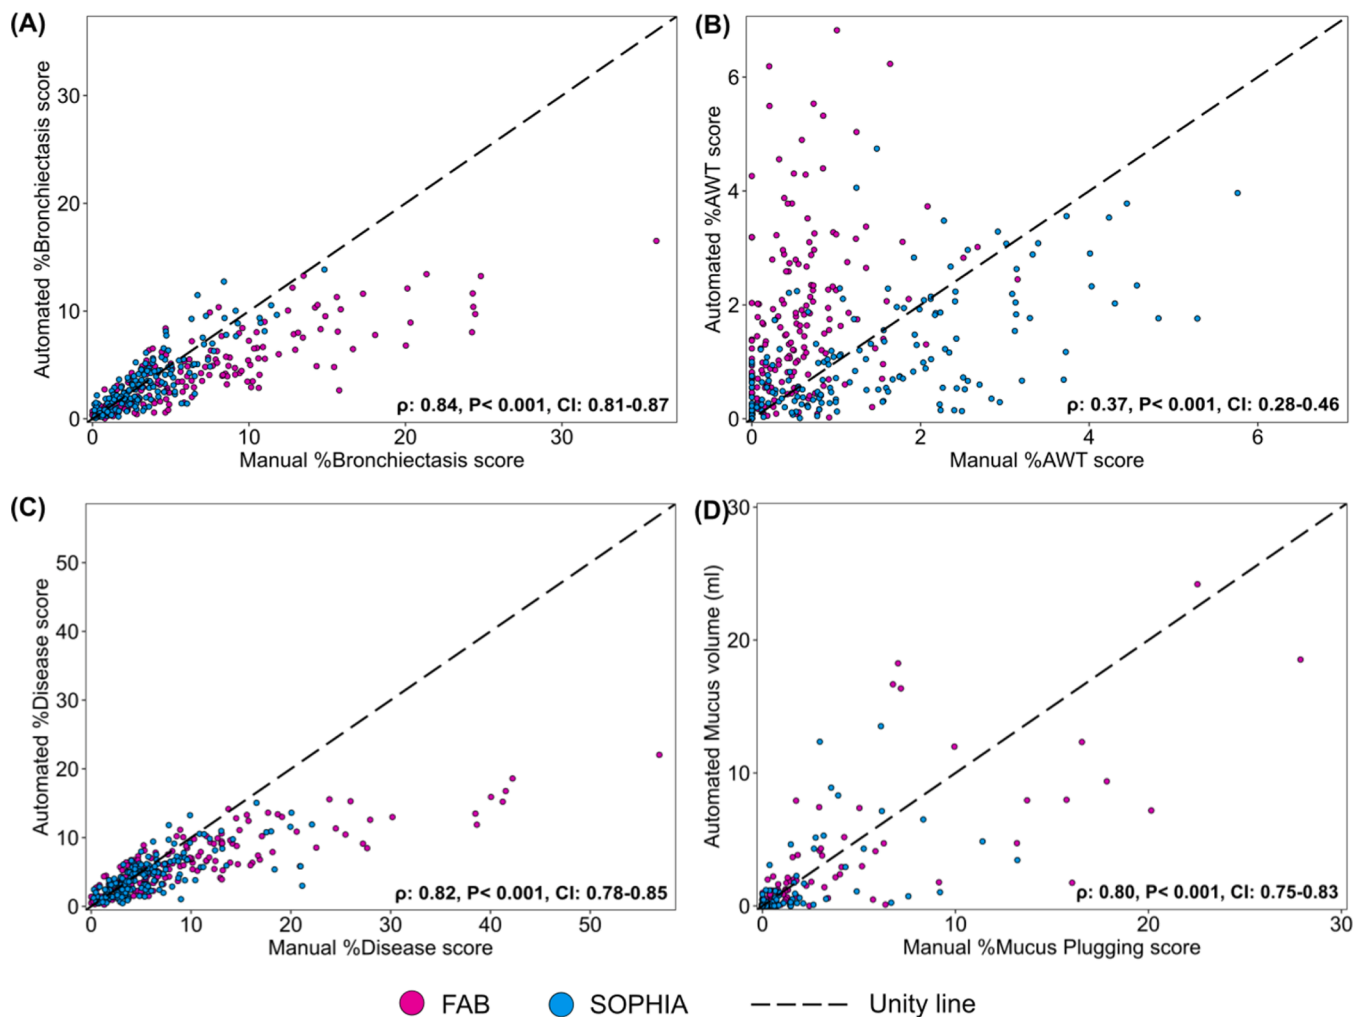 (A)
Automated %Bronchiectasis score
30
20
10
0
ρ: 0.84, P< 0.001, CI: 0.81-0.87
0 10 20 30
Manual %Bronchiectasis score
(B)
Automated %AWT score
6
4
2
0
ρ: 0.37, P< 0.001, CI: 0.28-0.46
0 2 4 6
Manual %AWT score
(C)
Automated %Disease score
50
40
30
20
10
0
ρ: 0.82, P< 0.001, CI: 0.78-0.85
0 10 20 30 40 50
Manual %Disease score
(D)
Automated Mucus volume (ml)
30
20
10
0
ρ: 0.80, P< 0.001, CI: 0.75-0.83
0 10 20 30
Manual %Mucus Plugging score
FAB SOPHIA Unity line